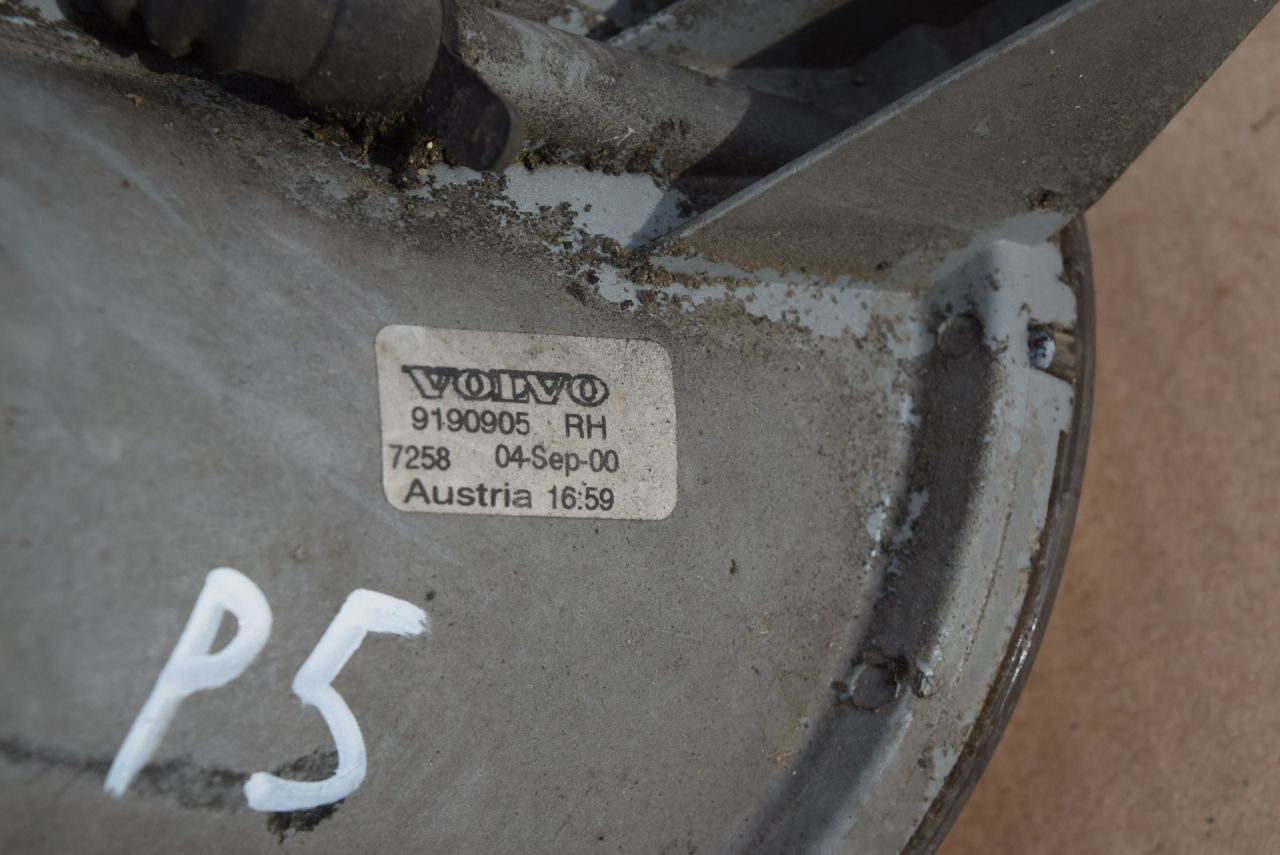 VOLVO
9190905 RH
7258 04-Sep-00
Austria 16:59
P5